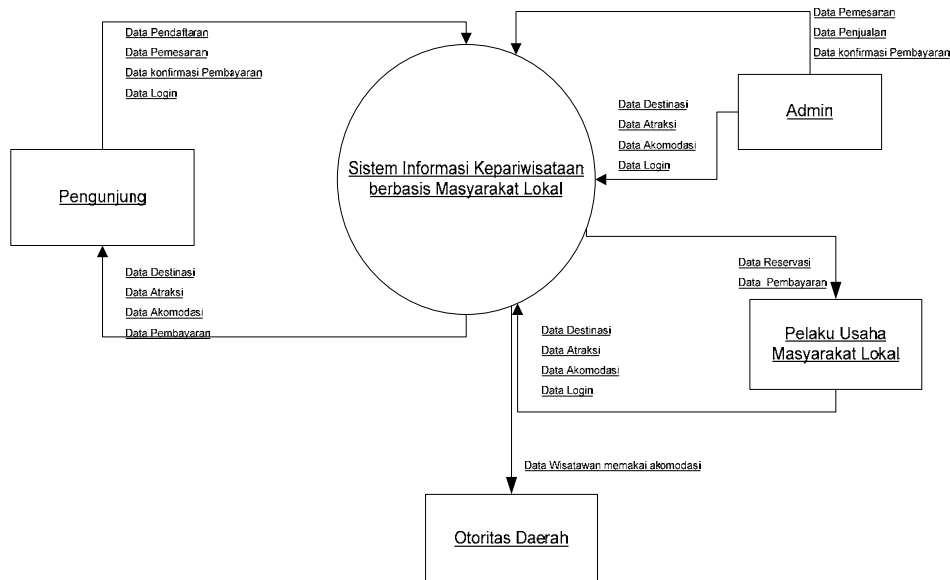 Data Pendaftaran
Data Pemesanan
Data konfirmasi Pembayaran
Data Login
Data Pemesanan
Data Penjualan
Data konfirmasi Pembayaran
Admin
Data Destinasi
Data Atraksi
Data Akomodasi
Data Login
Sistem Informasi Kepariwisataan
berbasis Masyarakat Lokal
Pengunjung
Data Destinasi
Data Atraksi
Data Akomodasi
Data Pembayaran
Data Reservasi
Data Pembayaran
Pelaku Usaha
Masyarakat Lokal
Data Destinasi
Data Atraksi
Data Akomodasi
Data Login
Data Wisatawan memakai akomodasi
Otoritas Daerah